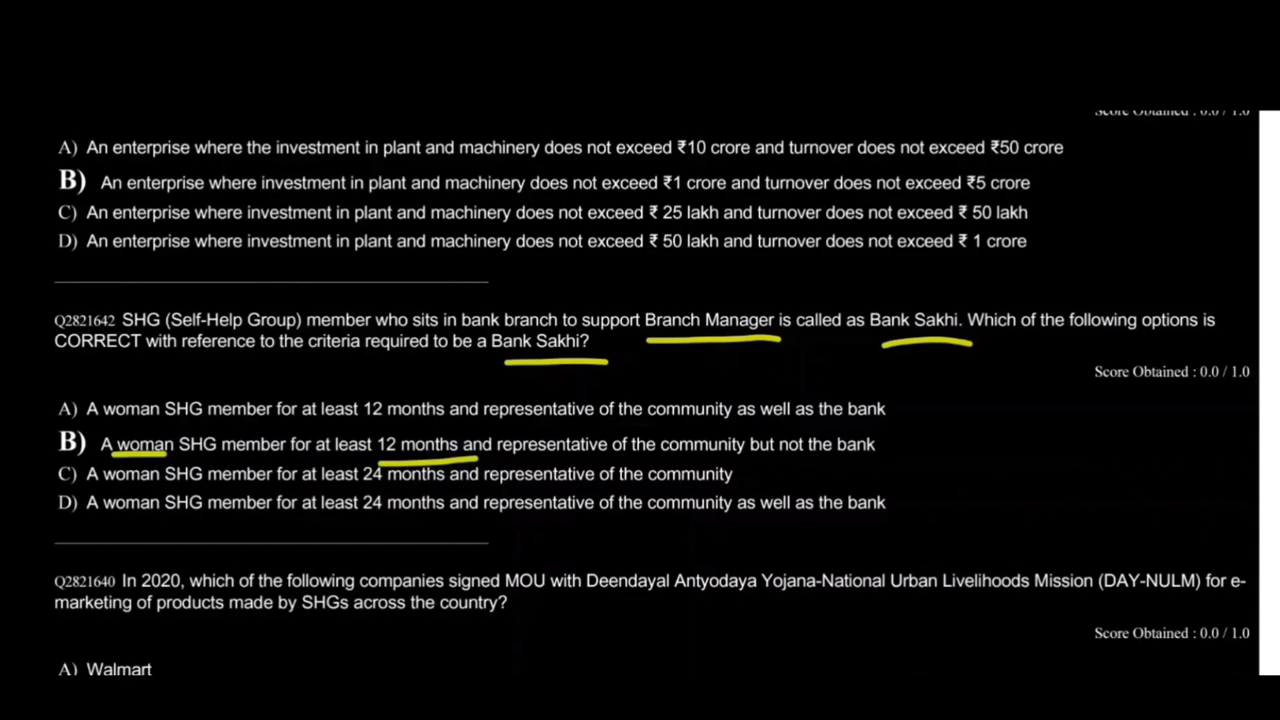 Score Obtained : 0.0 / 1.0
A) An enterprise where the investment in plant and machinery does not exceed ₹10 crore and turnover does not exceed ₹50 crore
B) An enterprise where investment in plant and machinery does not exceed ₹1 crore and turnover does not exceed ₹5 crore
C) An enterprise where investment in plant and machinery does not exceed ₹ 25 lakh and turnover does not exceed ₹ 50 lakh
D) An enterprise where investment in plant and machinery does not exceed ₹ 50 lakh and turnover does not exceed ₹ 1 crore
Q2821642 SHG (Self-Help Group) member who sits in bank branch to support Branch Manager is called as Bank Sakhi. Which of the following options is
CORRECT with reference to the criteria required to be a Bank Sakhi?
Score Obtained : 0.0 / 1.0
A) A woman SHG member for at least 12 months and representative of the community as well as the bank
B) A woman SHG member for at least 12 months and representative of the community but not the bank
C) A woman SHG member for at least 24 months and representative of the community
D) A woman SHG member for at least 24 months and representative of the community as well as the bank
Q2821640 In 2020, which of the following companies signed MOU with Deendayal Antyodaya Yojana-National Urban Livelihoods Mission (DAY-NULM) for e-
marketing of products made by SHGs across the country?
Score Obtained : 0.0 / 1.0
A) Walmart